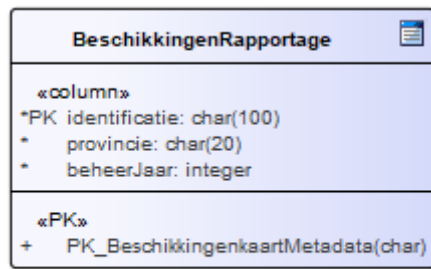 BeschikkingenRapportage
«column»
*PK identificatie: char(100)
* provincie: char(20)
* beheerJaar: integer
«PK»
+ PK_BeschikkingenkaartMetadata(char)